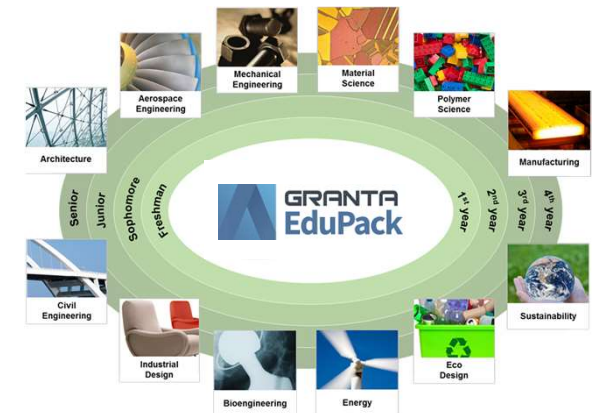 Mechanical
Engineering
Material
Science
Aerospace
Engineering
Polymer
Science
Architecture
Manufacturing
Senior
Junior
Sophomore
Freshman
GRANTA
EduPack
1st year
2nd year
3rd year
4th year
Civil
Engineering
Sustainability
Industrial
Design
Eco
Design
Bioengineering
Energy